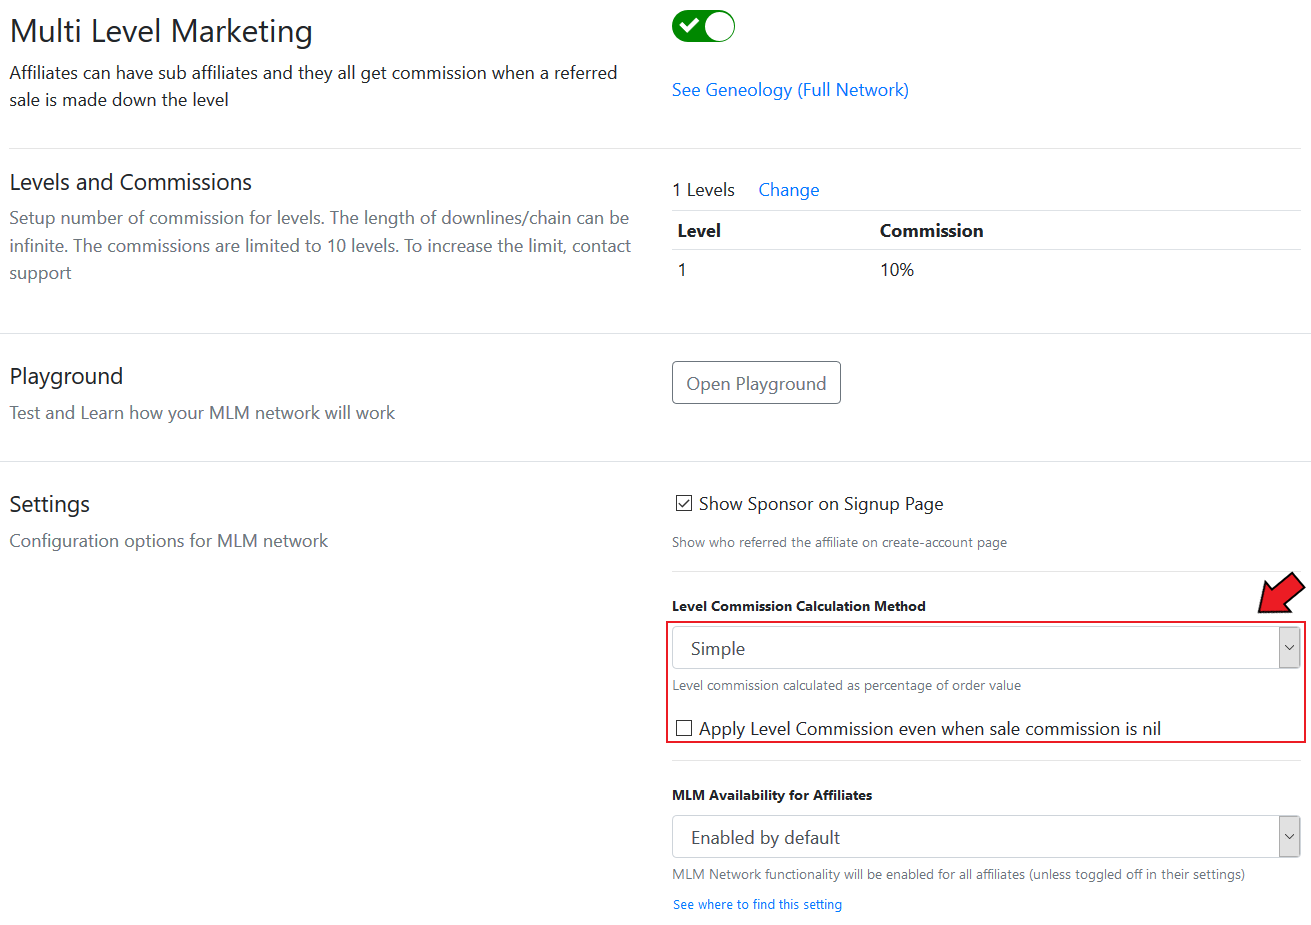 Multi Level Marketing
Affiliates can have sub affiliates and they all get commission when a referred
sale is made down the level
See Geneology (Full Network)
Levels and Commissions
Setup number of commission for levels. The length of downlines/chain can be
infinite. The commissions are limited to 10 levels. To increase the limit, contact
support
1 Levels Change
Level Commission
1 10%
Playground
Test and Learn how your MLM network will work
Open Playground
Settings
Configuration options for MLM network
Show Sponsor on Signup Page
Show who referred the affiliate on create-account page
Level Commission Calculation Method
Simple
Level commission calculated as percentage of order value
Apply Level Commission even when sale commission is nil
MLM Availability for Affiliates
Enabled by default
MLM Network functionality will be enabled for all affiliates (unless toggled off in their settings)
See where to find this setting